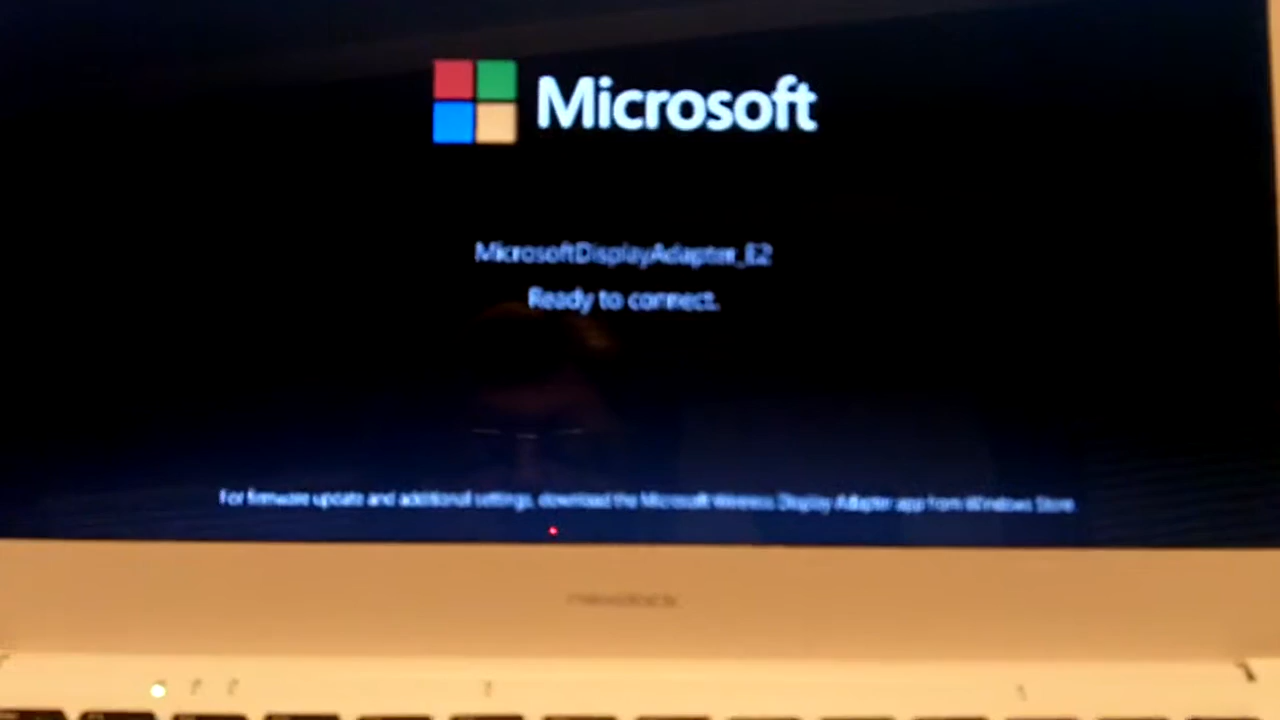 Microsoft
MicrosoftDisplayAdapter_E2
Ready to connect.
For firmware update and additional settings, download the Microsoft Wireless Display Adapter app from Windows Store